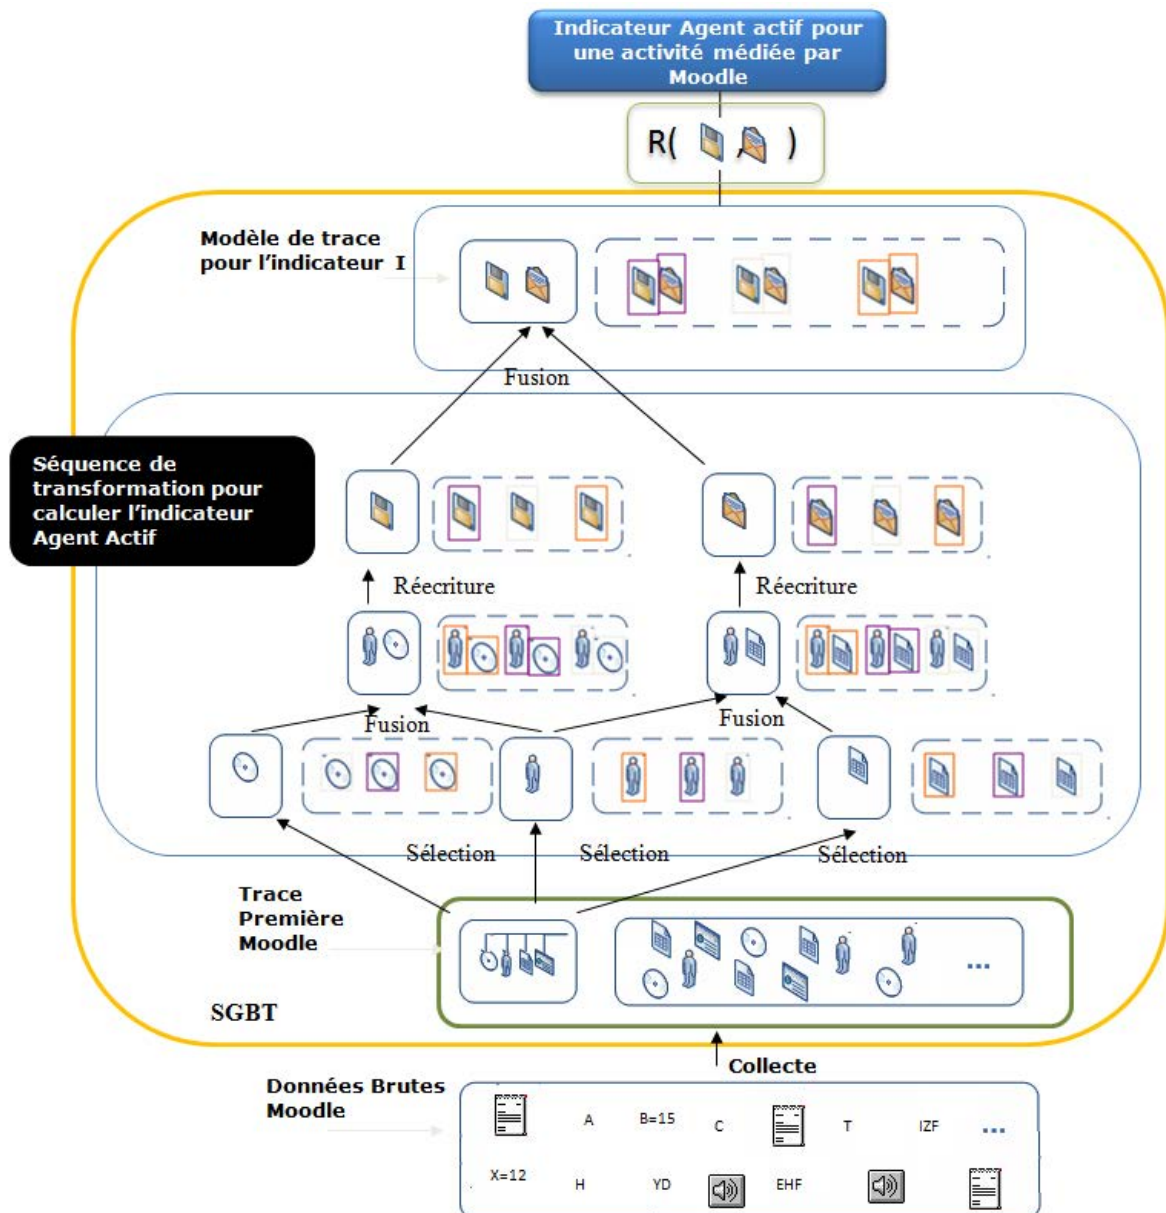 Indicateur Agent actif pour
une activité médiée par
Moodle
R( , )
Modèle de trace
pour l'indicateur I
Fusion
Séquence de
transformation pour
calculer l'indicateur
Agent Actif
Réecriture
Réecriture
Fusion
Fusion
Sélection
Sélection
Sélection
Trace
Première
Moodle
...
SGBT
Collecte
Données Brutes
Moodle
A B=15 C T IZF ...
X=12 H YD EHF